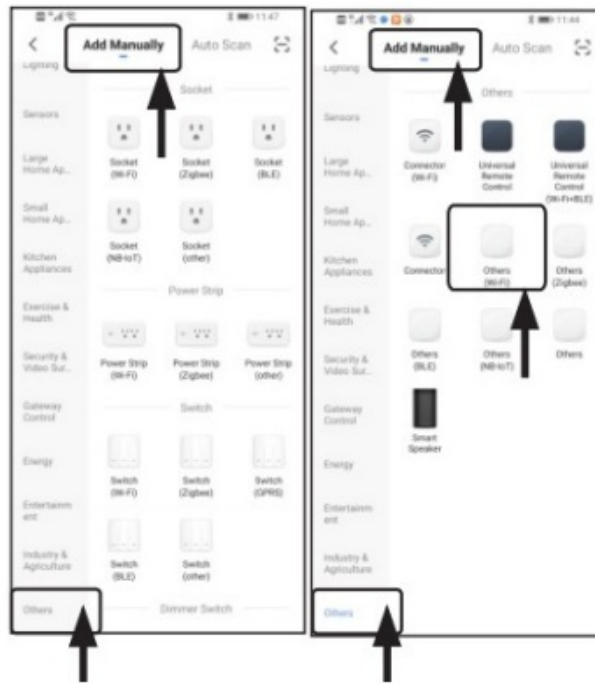 11:47
Add Manually Auto Scan
Lighting
Sensors
Large
Home Ap...
Small
Home Ap...
Kitchen
Appliances
Exercise &
Health
Security &
Video Sur...
Gateway
Control
Energy
Entertainm
ent
Industry &
Agriculture
Others
Socket
Socket
(Wi-Fi)
Socket
(Zigbee)
Socket
(BLE)
Socket
(NB-IoT)
Socket
(other)
Power Strip
Power Strip
(Wi-Fi)
Power Strip
(Zigbee)
Power Strip
(other)
Switch
Switch
(Wi-Fi)
Switch
(Zigbee)
Switch
(GPRS)
Switch
(BLE)
Switch
(other)
Dimmer Switch
11:44
Add Manually Auto Scan
Lighting
Sensors
Large
Home Ap...
Small
Home Ap...
Kitchen
Appliances
Exercise &
Health
Security &
Video Sur...
Gateway
Control
Energy
Entertainm
ent
Industry &
Agriculture
Others
Others
Connector
(Wi-Fi)
Universal
Remote
Control
Universal
Remote
Control
(Wi-Fi+BLE)
Connector
Others
(Wi-Fi)
Others
(Zigbee)
Others
(BLE)
Others
(NB-IoT)
Others
Smart
Speaker